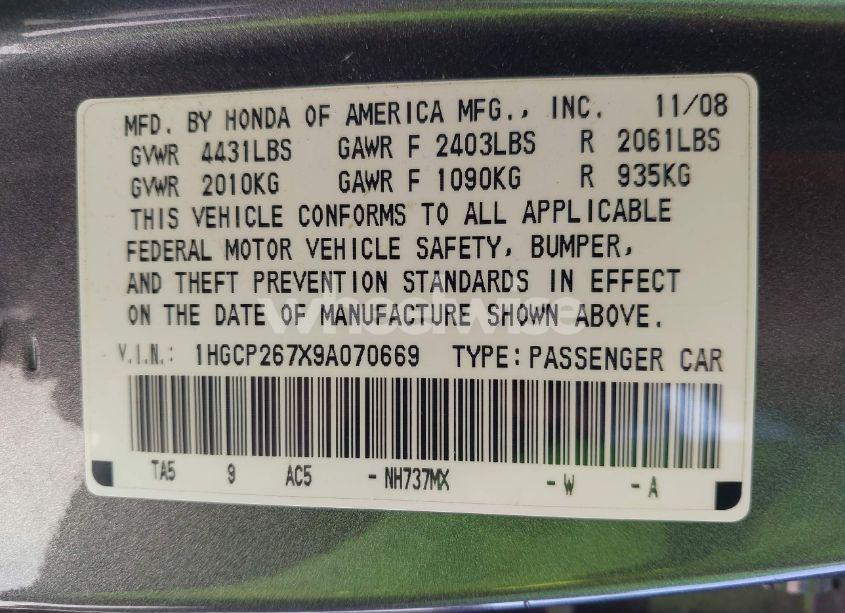 MFD. BY HONDA OF AMERICA MFG., INC. 11/08
GVWR 4431LBS GAWR F 2403LBS R 2061LBS
GVWR 2010KG GAWR F 1090KG R 935KG
THIS VEHICLE CONFORMS TO ALL APPLICABLE
FEDERAL MOTOR VEHICLE SAFETY, BUMPER,
AND THEFT PREVENTION STANDARDS IN EFFECT
ON THE DATE OF MANUFACTURE SHOWN ABOVE.
wheelwise
V.I.N.: 1HGCP267X9A070669 TYPE: PASSENGER CAR
TA5 9 AC5 - NH737MX - W - A